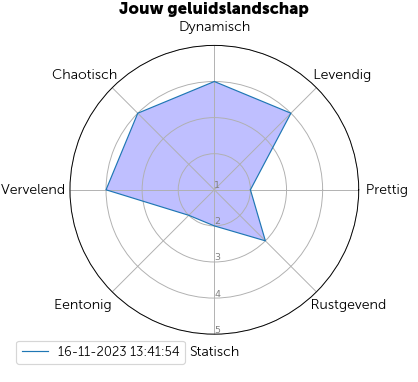 Jouw geluidslandschap
Dynamisch
Chaotisch
Levendig
Vervelend
1
Prettig
2
3
4
Eentonig
Rustgevend
5
16-11-2023 13:41:54
Statisch